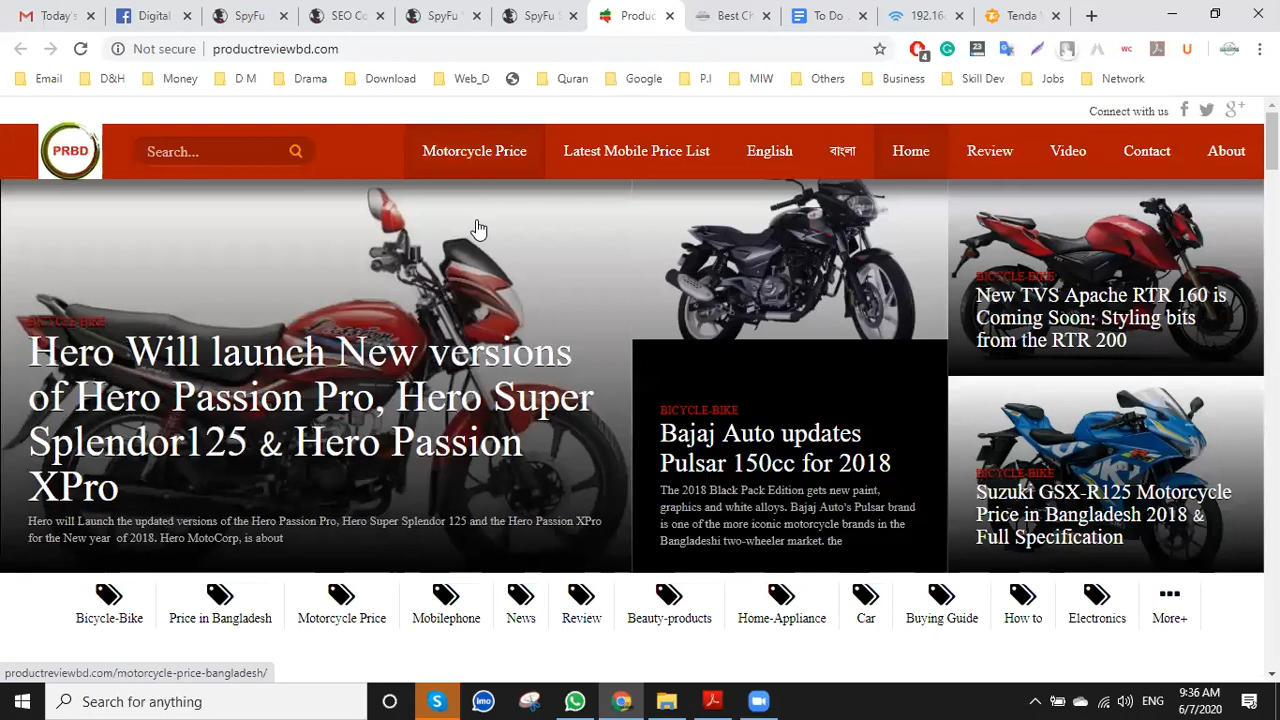 Today's
Digital
SpyFu
SEO Co
SpyFu
SpyFu S
Produc
Best Ch
To Do
192.16
Tenda
Not secure productreviewbd.com
4
23
WC
Email D&H Money D M Drama Download Web_D Quran Google P.I MIW Others Business Skill Dev Jobs Network
Connect with us
PRBD
Search...
Motorcycle Price Latest Mobile Price List English বাংলা Home Review Video Contact About
BICYCLE-BIKE
Hero Will launch New versions
of Hero Passion Pro, Hero Super
Splendor125 & Hero Passion
XPro
Hero will Launch the updated versions of the Hero Passion Pro, Hero Super Splendor 125 and the Hero Passion XPro
for the New year of 2018. Hero MotoCorp, is about
BICYCLE-BIKE
Bajaj Auto updates
Pulsar 150cc for 2018
The 2018 Black Pack Edition gets new paint,
graphics and white alloys. Bajaj Auto's Pulsar brand
is one of the more iconic motorcycle brands in the
Bangladeshi two-wheeler market. the
BICYCLE-BIKE
New TVS Apache RTR 160 is
Coming Soon; Styling bits
from the RTR 200
BICYCLE-BIKE
Suzuki GSX-R125 Motorcycle
Price in Bangladesh 2018 &
Full Specification
Bicycle-Bike Price in Bangladesh Motorcycle Price Mobilephone News Review Beauty-products Home-Appliance Car Buying Guide How to Electronics More+
productreviewbd.com/motorcycle-price-bangladesh/
Search for anything
ENG
9:36 AM
6/7/2020